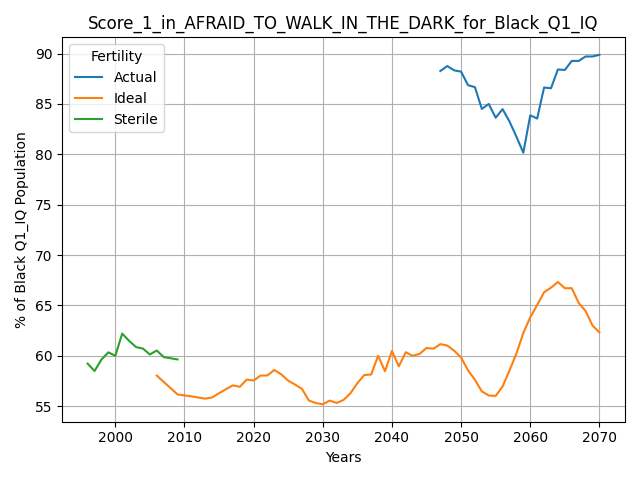 Score_1_in_AFRAID_TO_WALK_IN_THE_DARK_for_Black_Q1_IQ
Fertility
Actual
Ideal
Sterile
% of Black Q1_IQ Population
90
85
80
75
70
65
60
55
2000 2010 2020 2030 2040 2050 2060 2070
Years